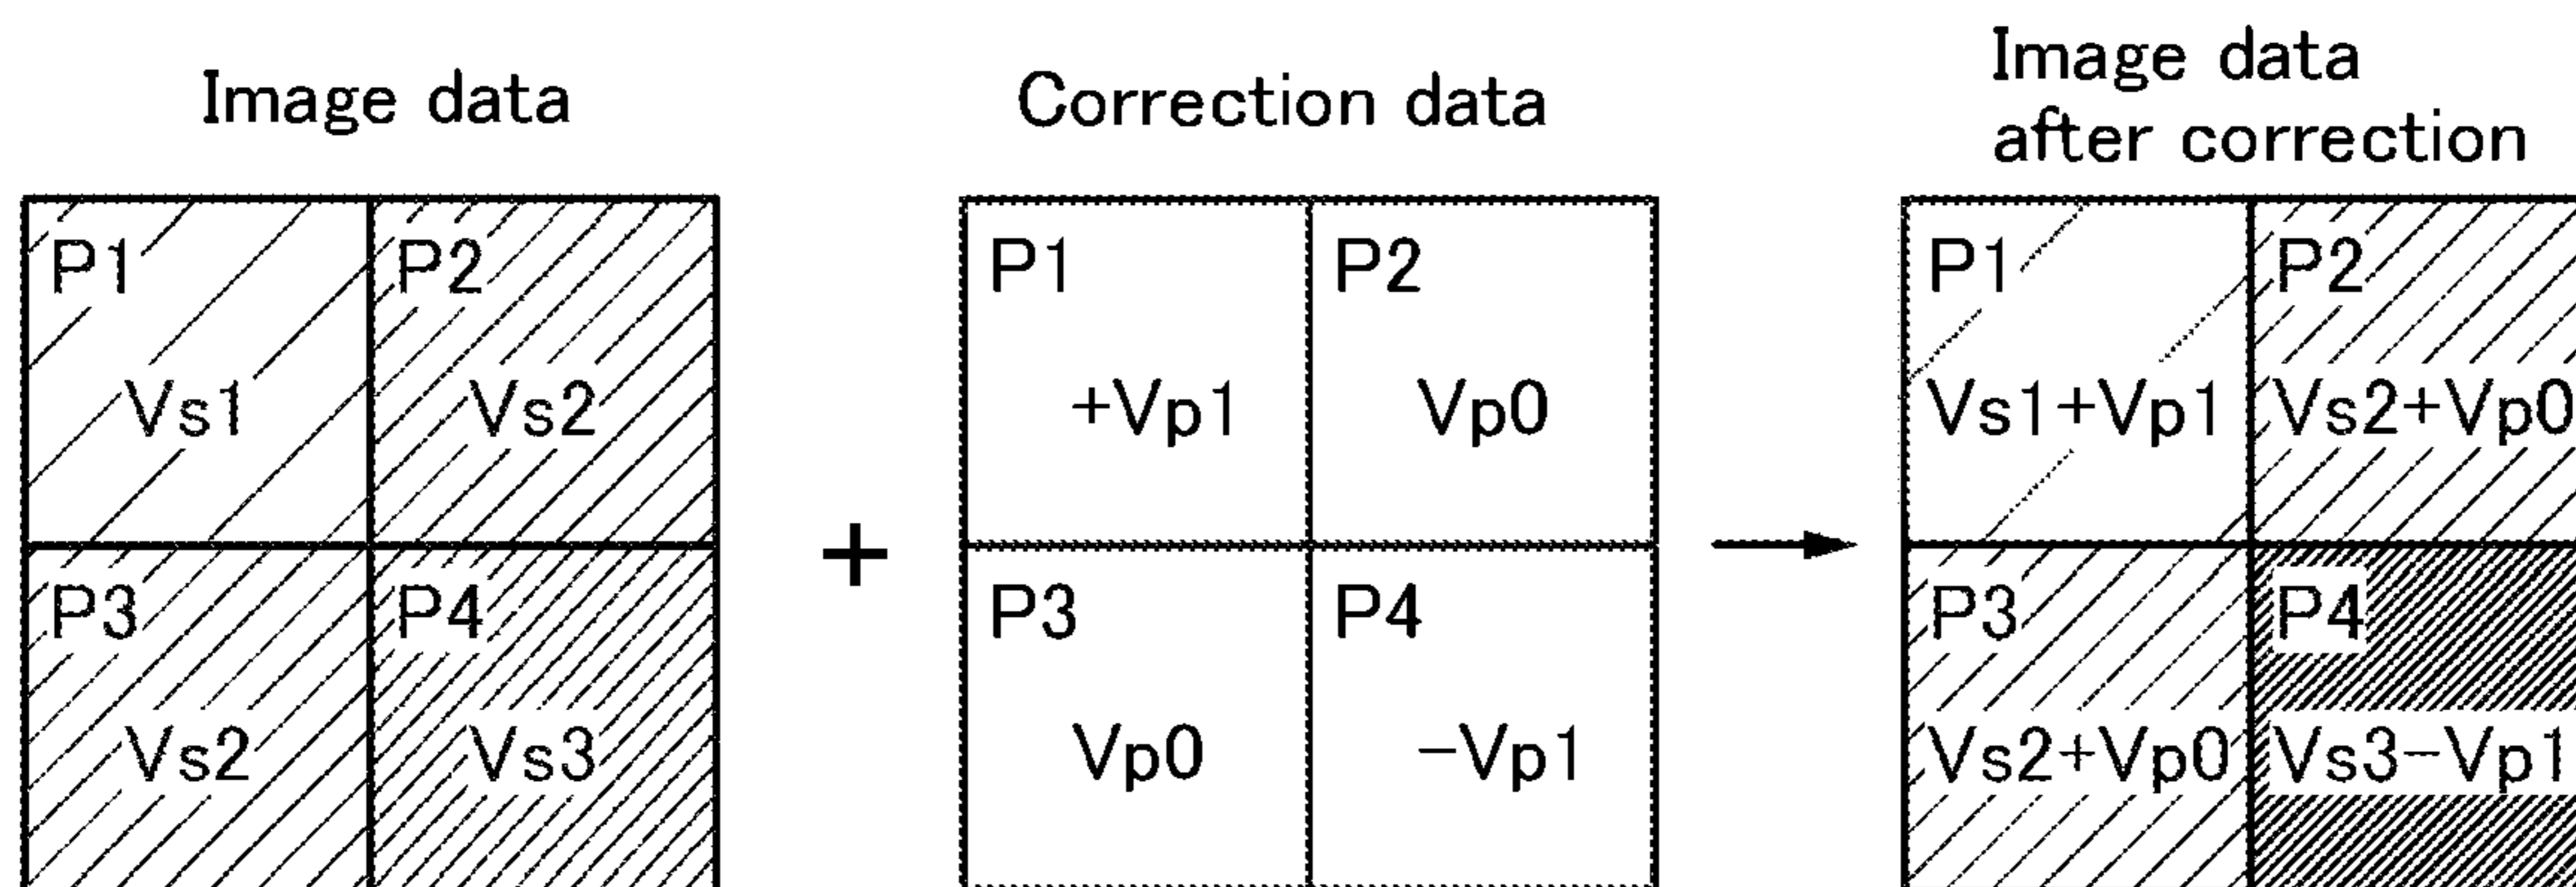 Image data
Correction data
Image data
after correction
P1
P2
Vs1
Vs2
P3
P4
Vs2
Vs3
+
P1
P2
+Vp1
Vp0
P3
P4
Vp0
−Vp1
P1
P2
Vs1+Vp1
Vs2+Vp0
P3
P4
Vs2+Vp0
Vs3−Vp1